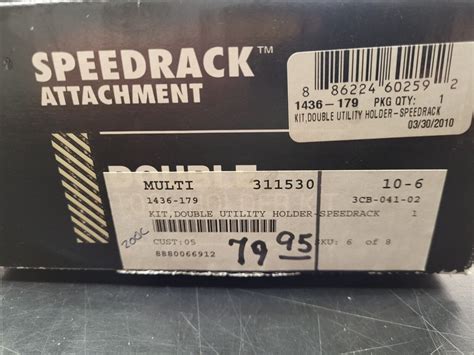 SPEEDRACK™
ATTACHMENT
8 86224 60259 2
1436-179 PKG QTY: 1
KIT,DOUBLE UTILITY HOLDER-SPEEDRACK
03/30/2010
DOUBLE
MULTI 311530 10-6
1436-179 3CB-041-02
KIT,DOUBLE UTILITY HOLDER-SPEEDRACK 1
200C
CUST:05 79.95 SKU: 6 of 8
8880066912